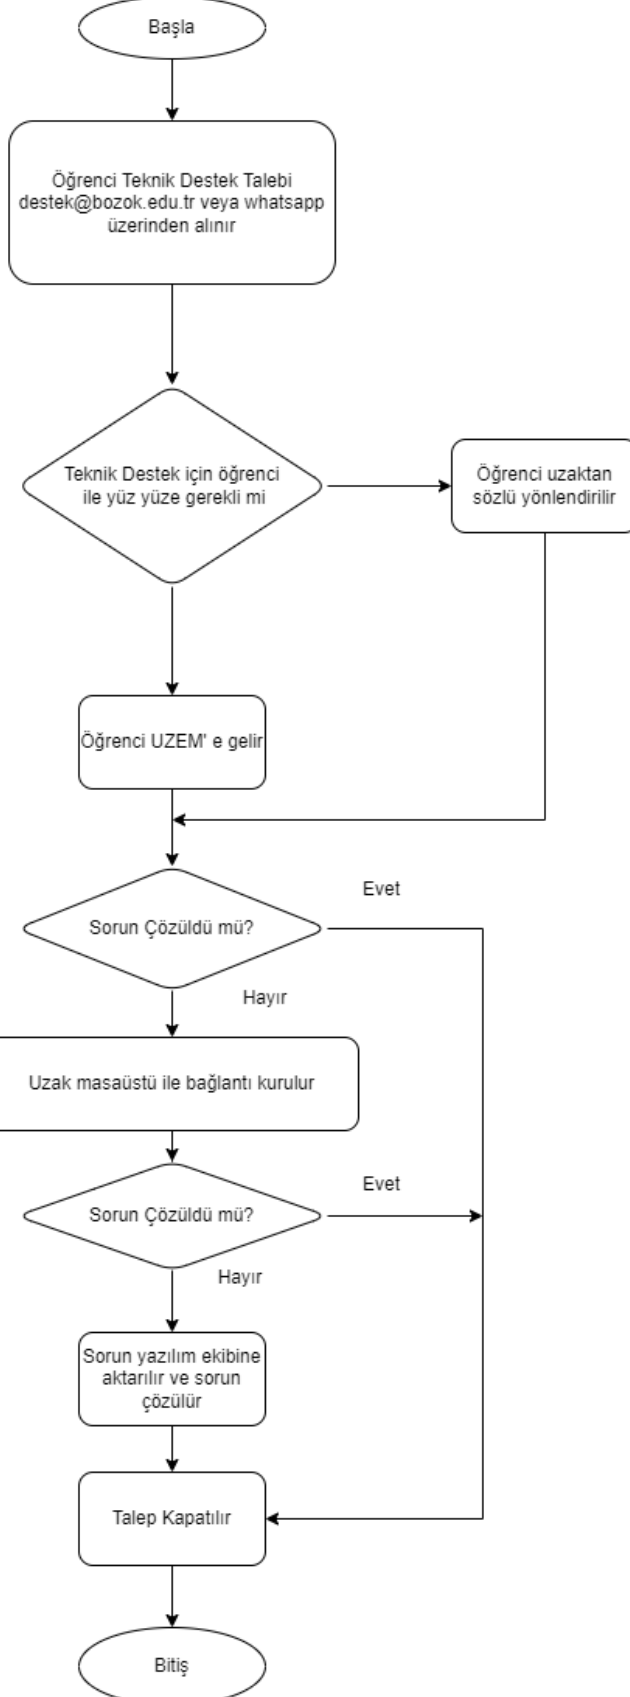 Başla
Öğrenci Teknik Destek Talebi
destek@bozok.edu.tr veya whatsapp
üzerinden alınır
Teknik Destek için öğrenci
ile yüz yüze gerekli mi
Öğrenci uzaktan
sözlü yönlendirilir
Öğrenci UZEM' e gelir
Evet
Sorun Çözüldü mü?
Hayır
Uzak masaüstü ile bağlantı kurulur
Evet
Sorun Çözüldü mü?
Hayır
Sorun yazılım ekibine
aktarılır ve sorun
çözülür
Talep Kapatılır
Bitiş